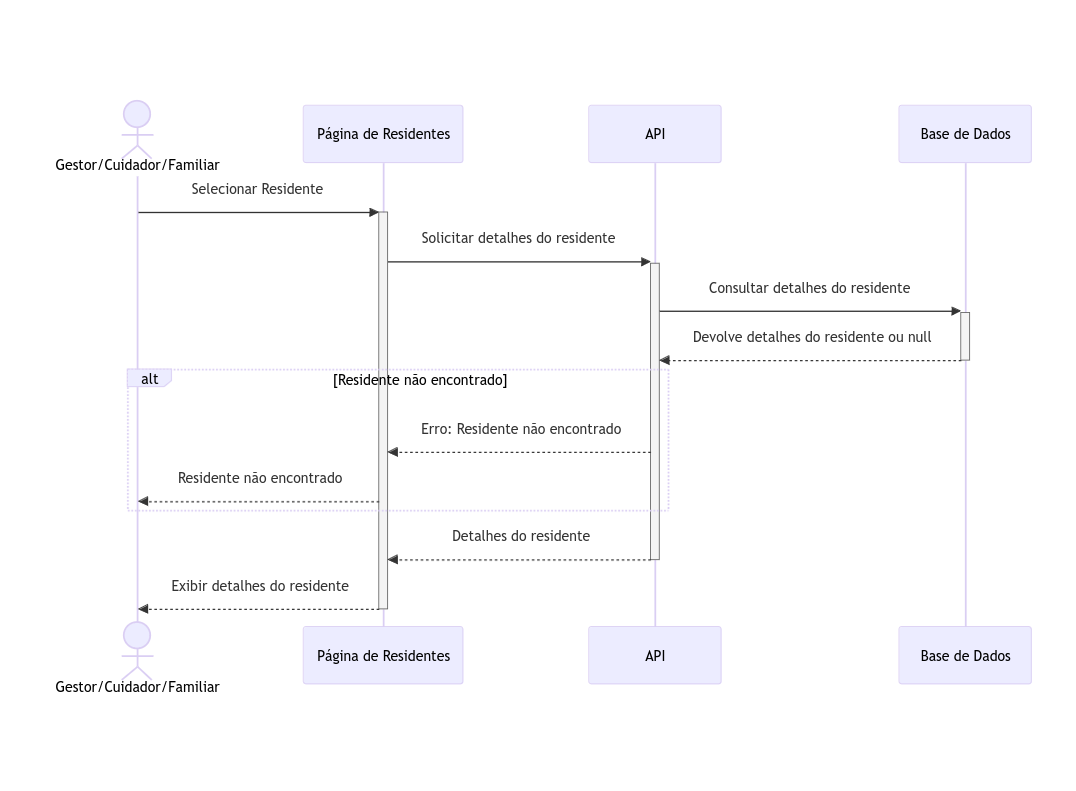 Gestor/Cuidador/Familiar
Página de Residentes
API
Base de Dados
Selecionar Residente
Solicitar detalhes do residente
Consultar detalhes do residente
Devolve detalhes do residente ou null
alt
[Residente não encontrado]
Erro: Residente não encontrado
Residente não encontrado
Detalhes do residente
Exibir detalhes do residente
Gestor/Cuidador/Familiar
Página de Residentes
API
Base de Dados